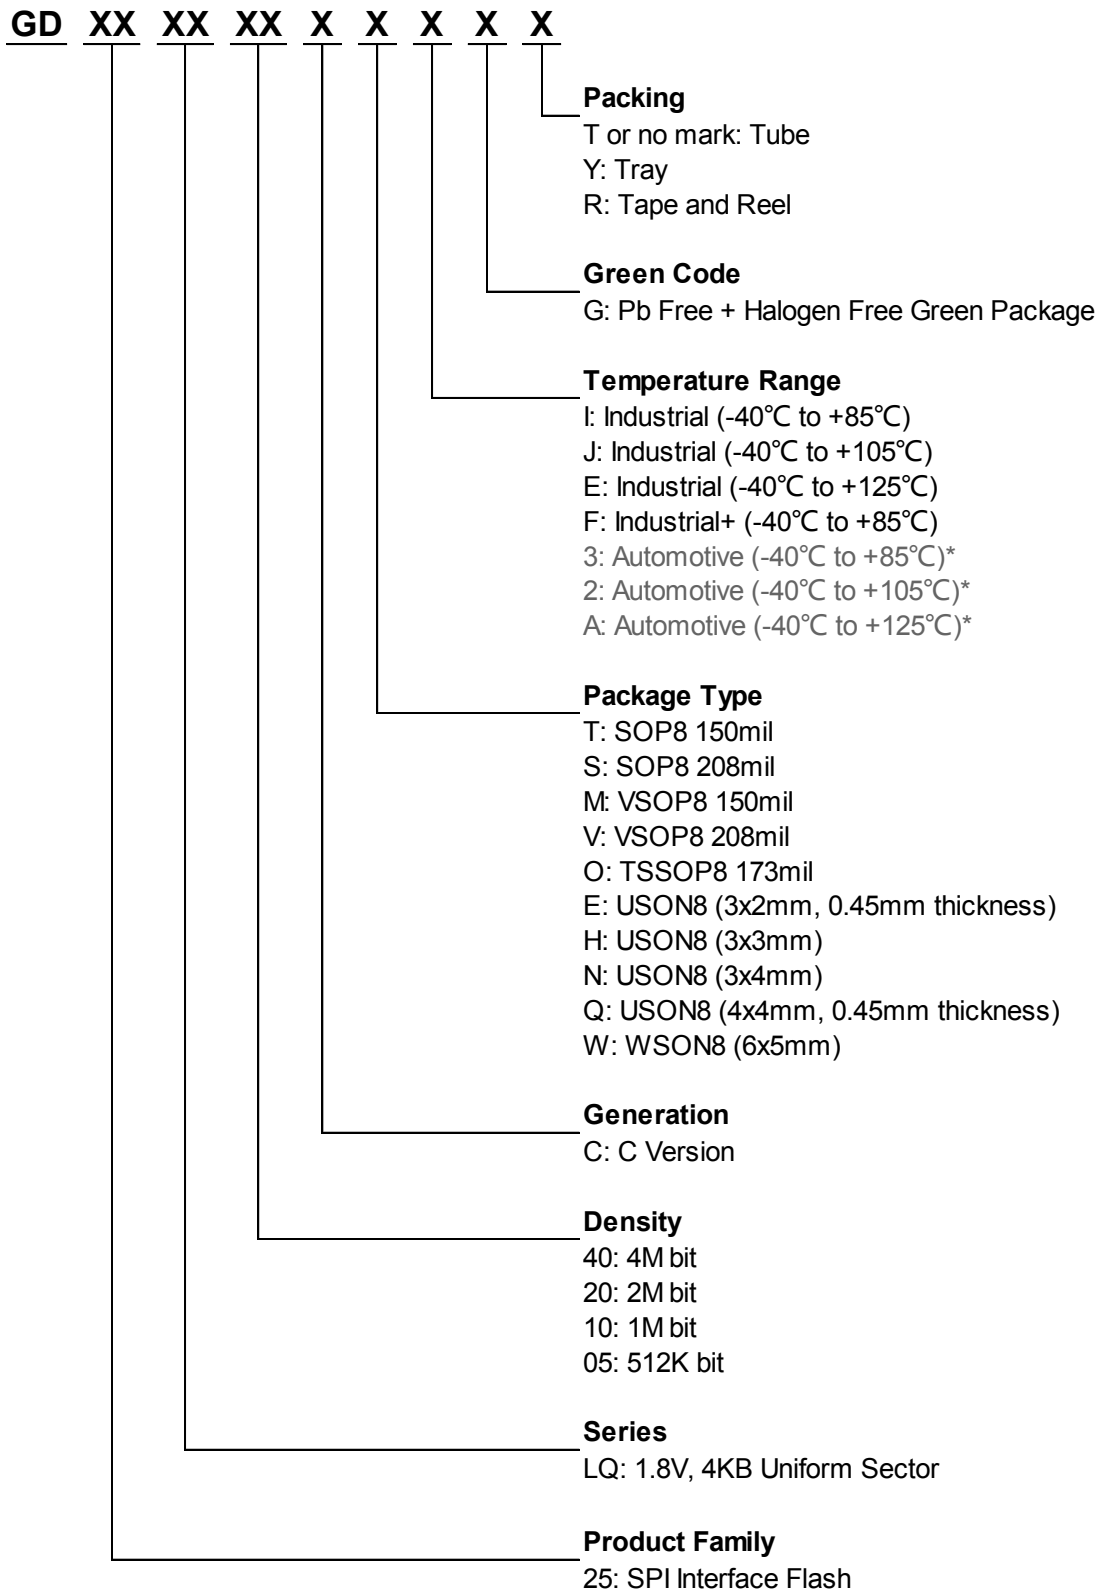 GD XX XX XX X X X X X
Packing
T or no mark: Tube
Y: Tray
R: Tape and Reel
Green Code
G: Pb Free + Halogen Free Green Package
Temperature Range
I: Industrial (-40℃ to +85℃)
J: Industrial (-40℃ to +105℃)
E: Industrial (-40℃ to +125℃)
F: Industrial+ (-40℃ to +85℃)
3: Automotive (-40℃ to +85℃)*
2: Automotive (-40℃ to +105℃)*
A: Automotive (-40℃ to +125℃)*
Package Type
T: SOP8 150mil
S: SOP8 208mil
M: VSOP8 150mil
V: VSOP8 208mil
O: TSSOP8 173mil
E: USON8 (3x2mm, 0.45mm thickness)
H: USON8 (3x3mm)
N: USON8 (3x4mm)
Q: USON8 (4x4mm, 0.45mm thickness)
W: WSON8 (6x5mm)
Generation
C: C Version
Density
40: 4M bit
20: 2M bit
10: 1M bit
05: 512K bit
Series
LQ: 1.8V, 4KB Uniform Sector
Product Family
25: SPI Interface Flash